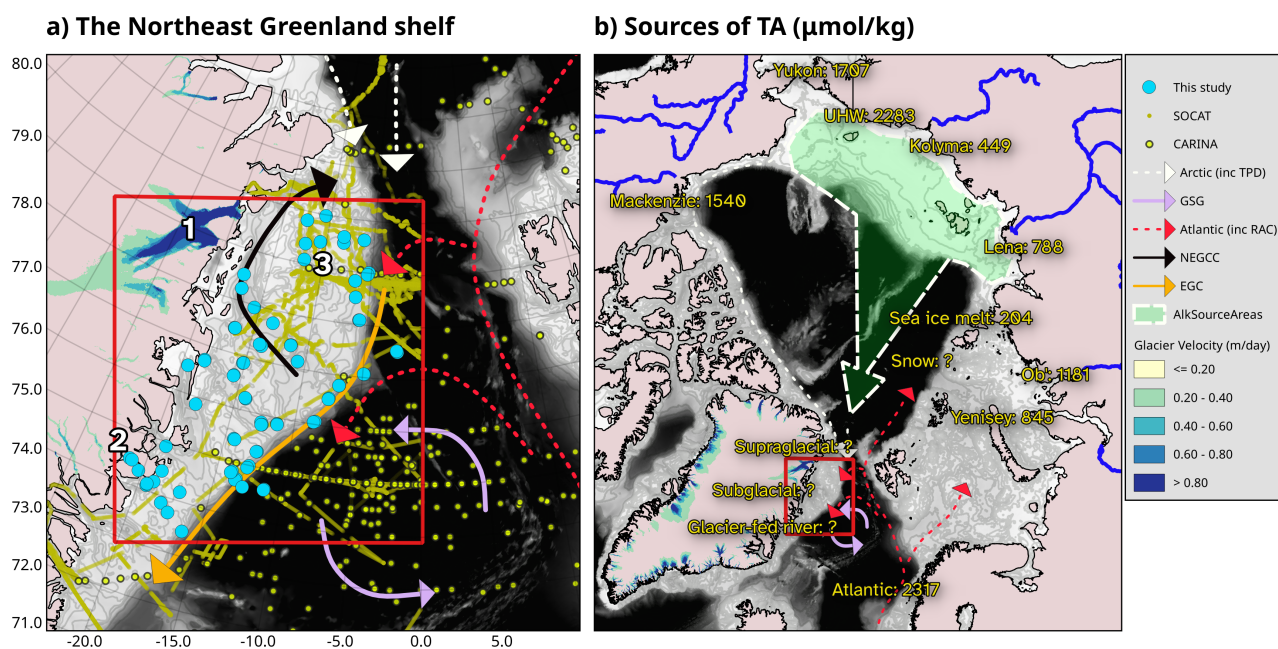 a) The Northeast Greenland shelf
b) Sources of TA (μmol/kg)
80.0
79.0
78.0
77.0
76.0
75.0
74.0
73.0
72.0
71.0
-20.0
-15.0
-10.0
-5.0
0.0
5.0
1
2
3
Yukon: 1707
UHW: 2283
Kolyma: 449
Mackenzie: 1540
Lena: 788
Sea ice melt: 204
Snow: ?
Ob': 1181
Yenisey: 845
Supraglacial: ?
Subglacial: ?
Glacier-fed river: ?
Atlantic: 2317
This study
SOCAT
CARINA
Arctic (inc TPD)
GSG
Atlantic (inc RAC)
NEGCC
EGC
AlkSourceAreas
Glacier Velocity (m/day)
<= 0.20
0.20 - 0.40
0.40 - 0.60
0.60 - 0.80
> 0.80